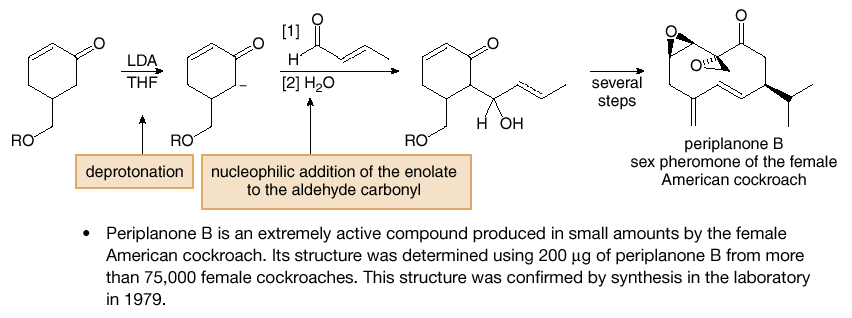 O
LDA
THF
RO
O
–
RO
[1]
O
H
[2] H₂O
O
H OH
RO
several
steps
O
O
O
periplanone B
sex pheromone of the female
American cockroach
deprotonation
nucleophilic addition of the enolate
to the aldehyde carbonyl
• Periplanone B is an extremely active compound produced in small amounts by the female
American cockroach. Its structure was determined using 200 μg of periplanone B from more
than 75,000 female cockroaches. This structure was confirmed by synthesis in the laboratory
in 1979.